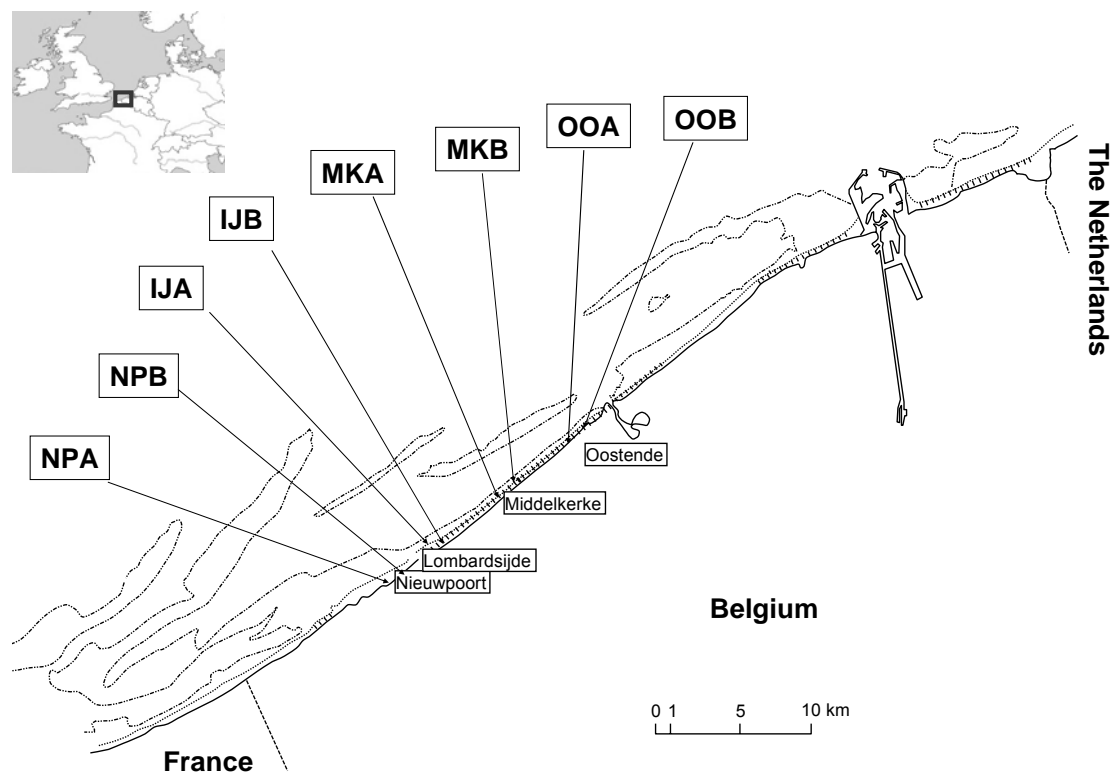 OOA
OOB
MKB
MKA
The Netherlands
IJB
IJA
NPB
NPA
Oostende
Middelkerke
Lombardsijde
Nieuwpoort
Belgium
0 1 5 10 km
France